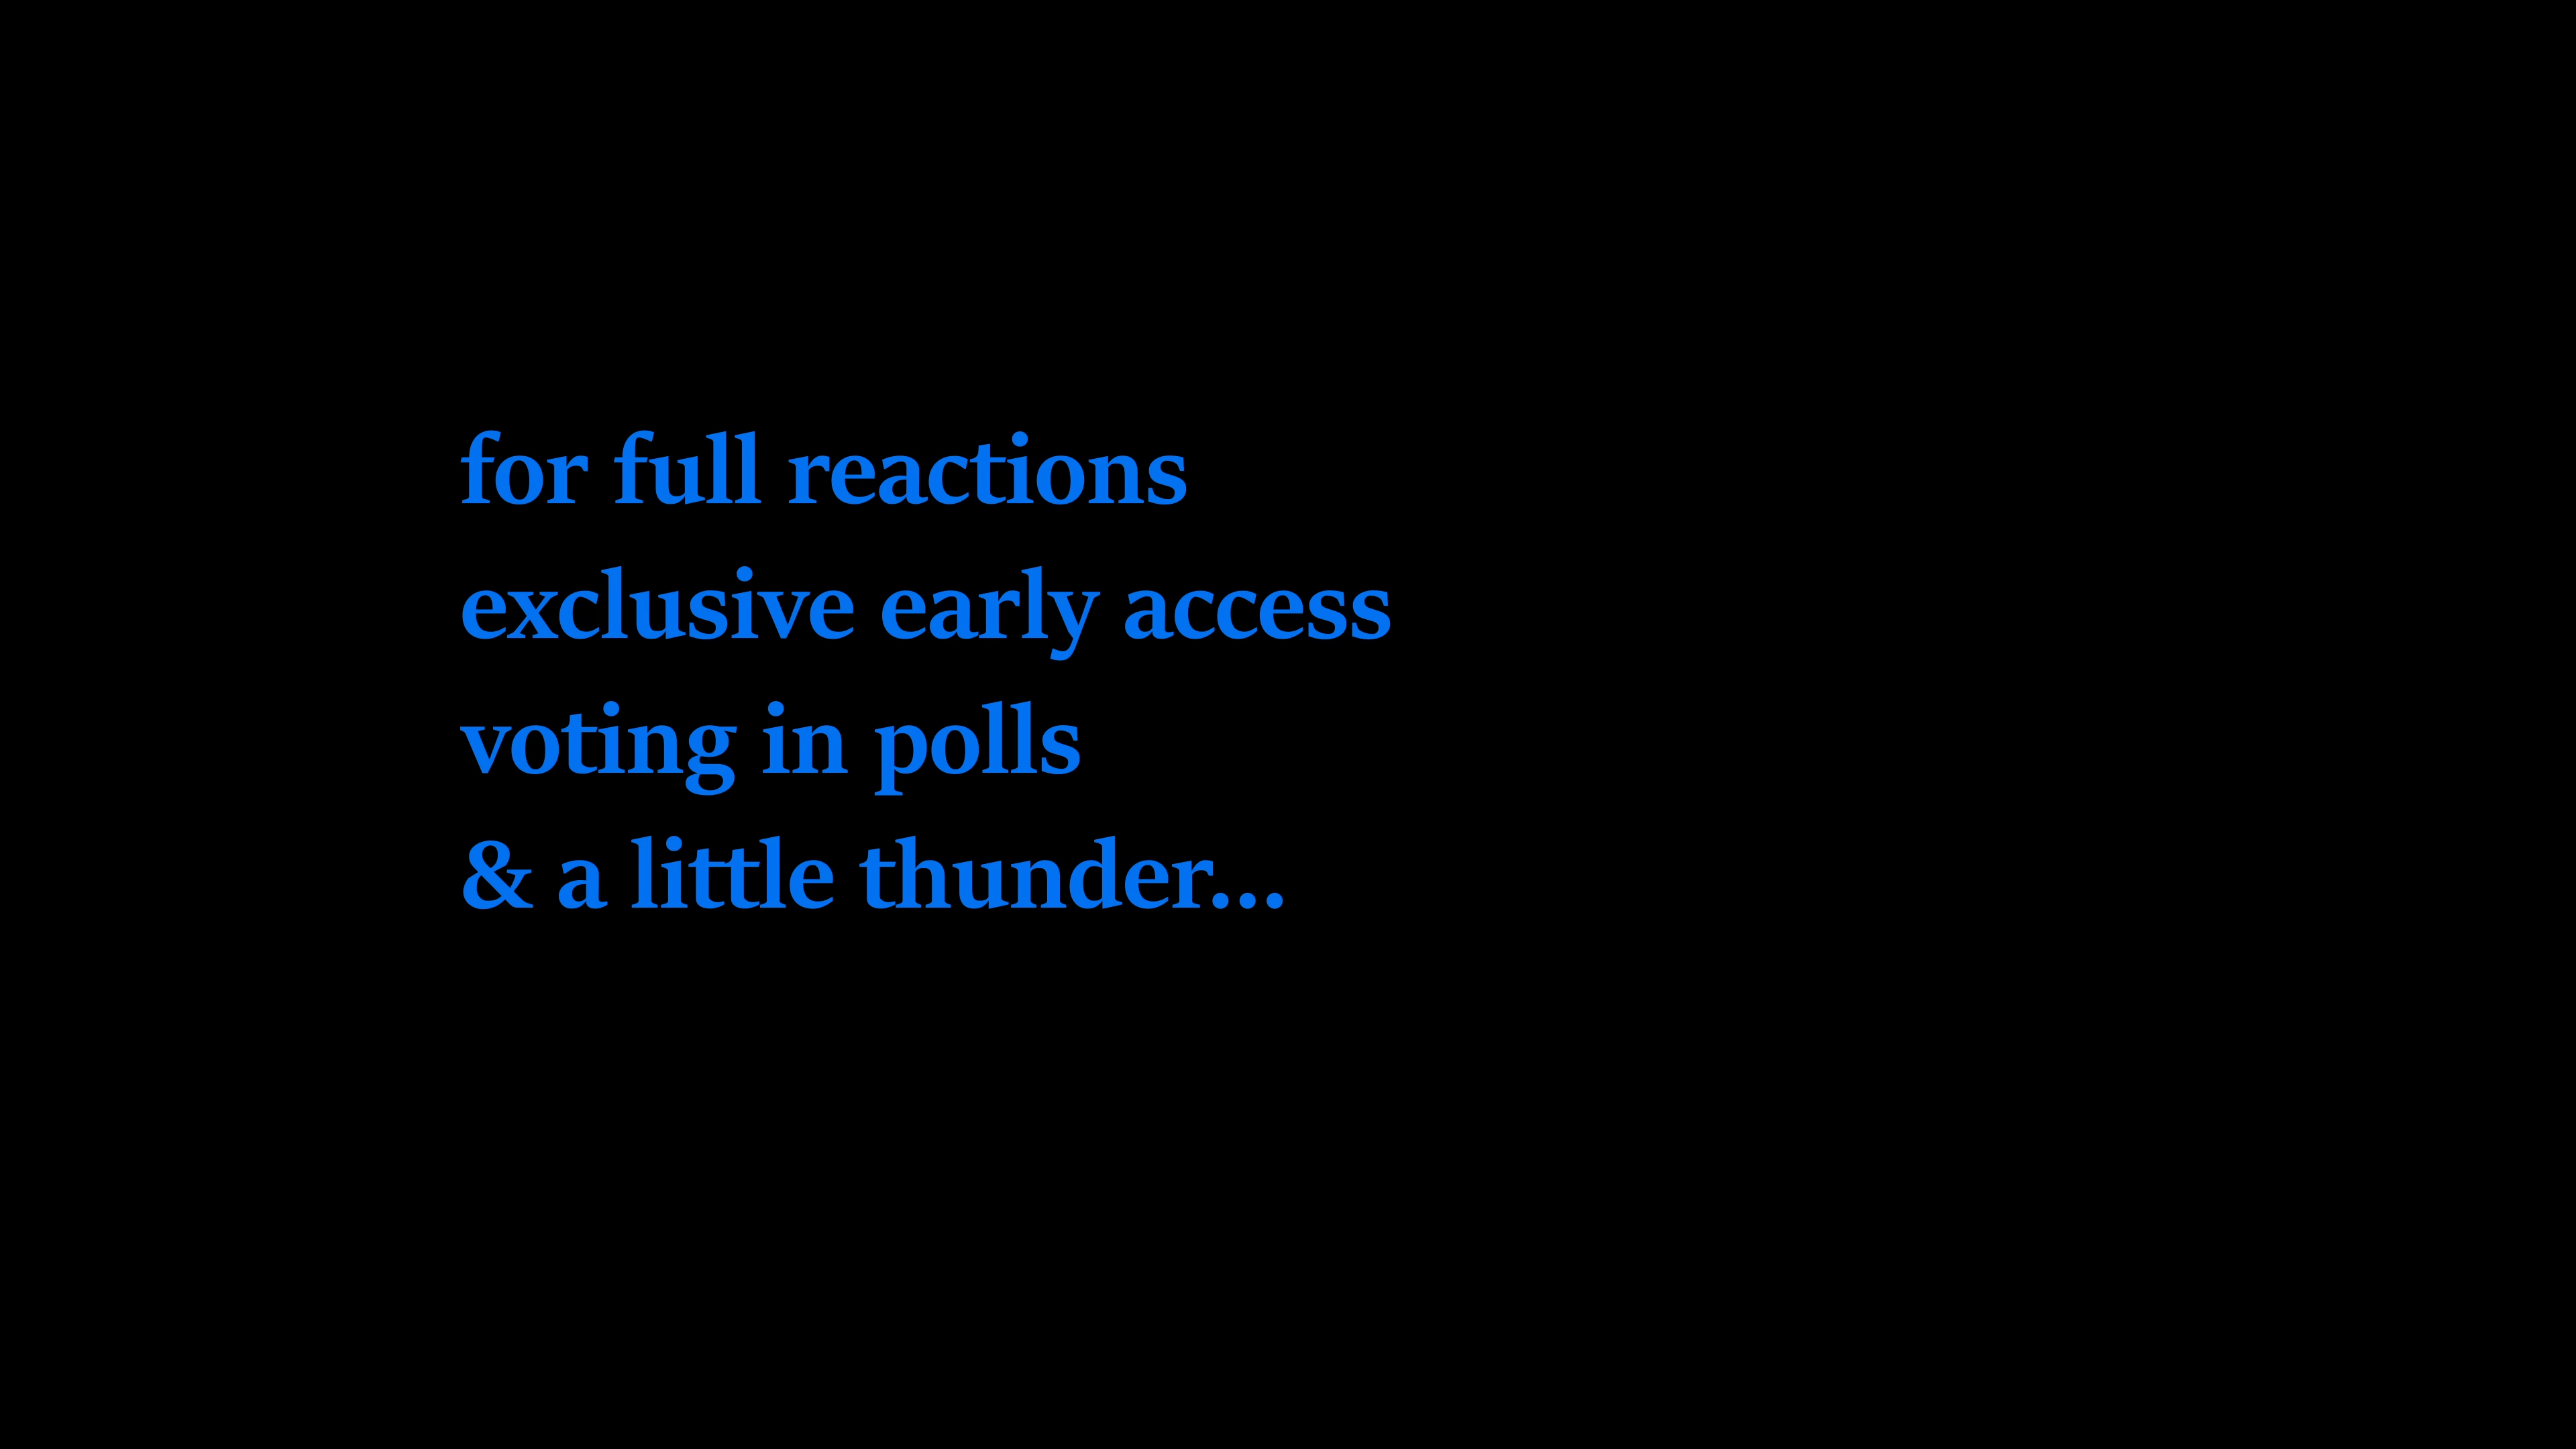 for full reactions
exclusive early access
voting in polls
& a little thunder...